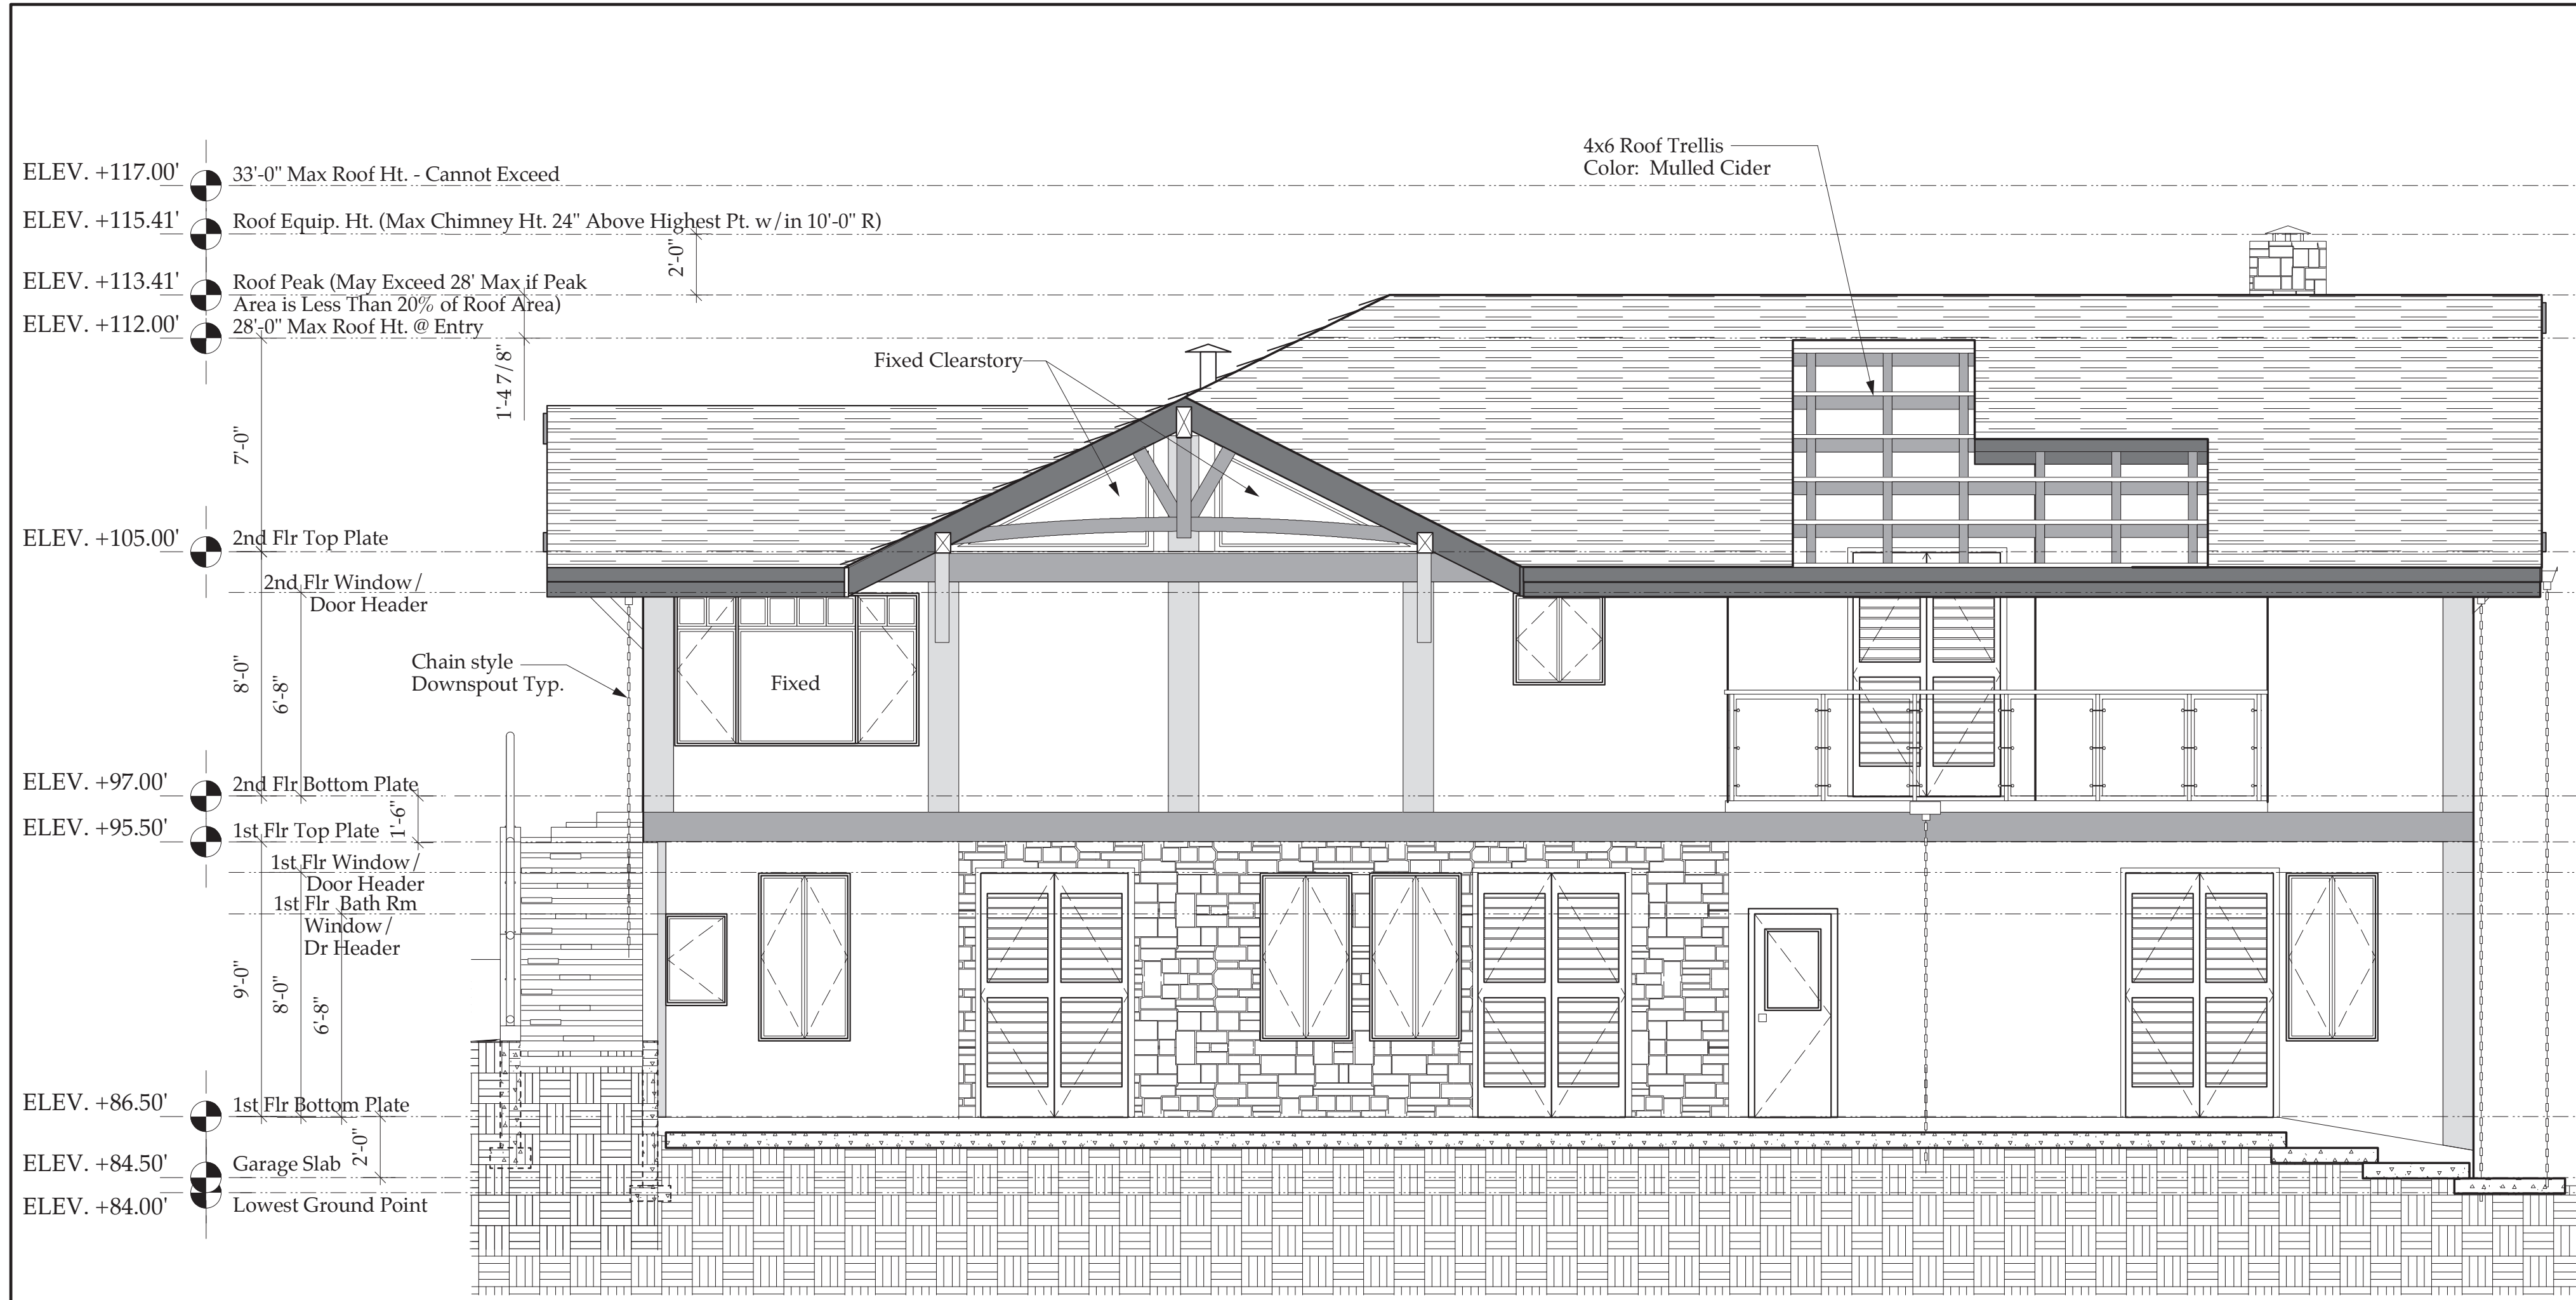 4x6 Roof Trellis
Color:  Mulled Cider
ELEV. +117.00'
33'-0" Max Roof Ht. - Cannot Exceed
ELEV. +115.41'
Roof Equip. Ht. (Max Chimney Ht. 24" Above Highest Pt. w/in 10'-0" R)
2'-0"
ELEV. +113.41'
Roof Peak (May Exceed 28' Max if Peak
Area is Less Than 20% of Roof Area)
ELEV. +112.00'
28'-0" Max Roof Ht. @ Entry
1'-4 7/8"
Fixed Clearstory
7'-0"
ELEV. +105.00'
2nd Flr Top Plate
2nd Flr Window/
Door Header
8'-0"
6'-8"
Chain style
Downspout Typ.
Fixed
ELEV. +97.00'
2nd Flr Bottom Plate
1'-6"
ELEV. +95.50'
1st Flr Top Plate
1st Flr Window/
Door Header
1st Flr  Bath Rm
Window/
Dr Header
9'-0"
8'-0"
6'-8"
ELEV. +86.50'
1st Flr Bottom Plate
2'-0"
ELEV. +84.50'
Garage Slab
ELEV. +84.00'
Lowest Ground Point